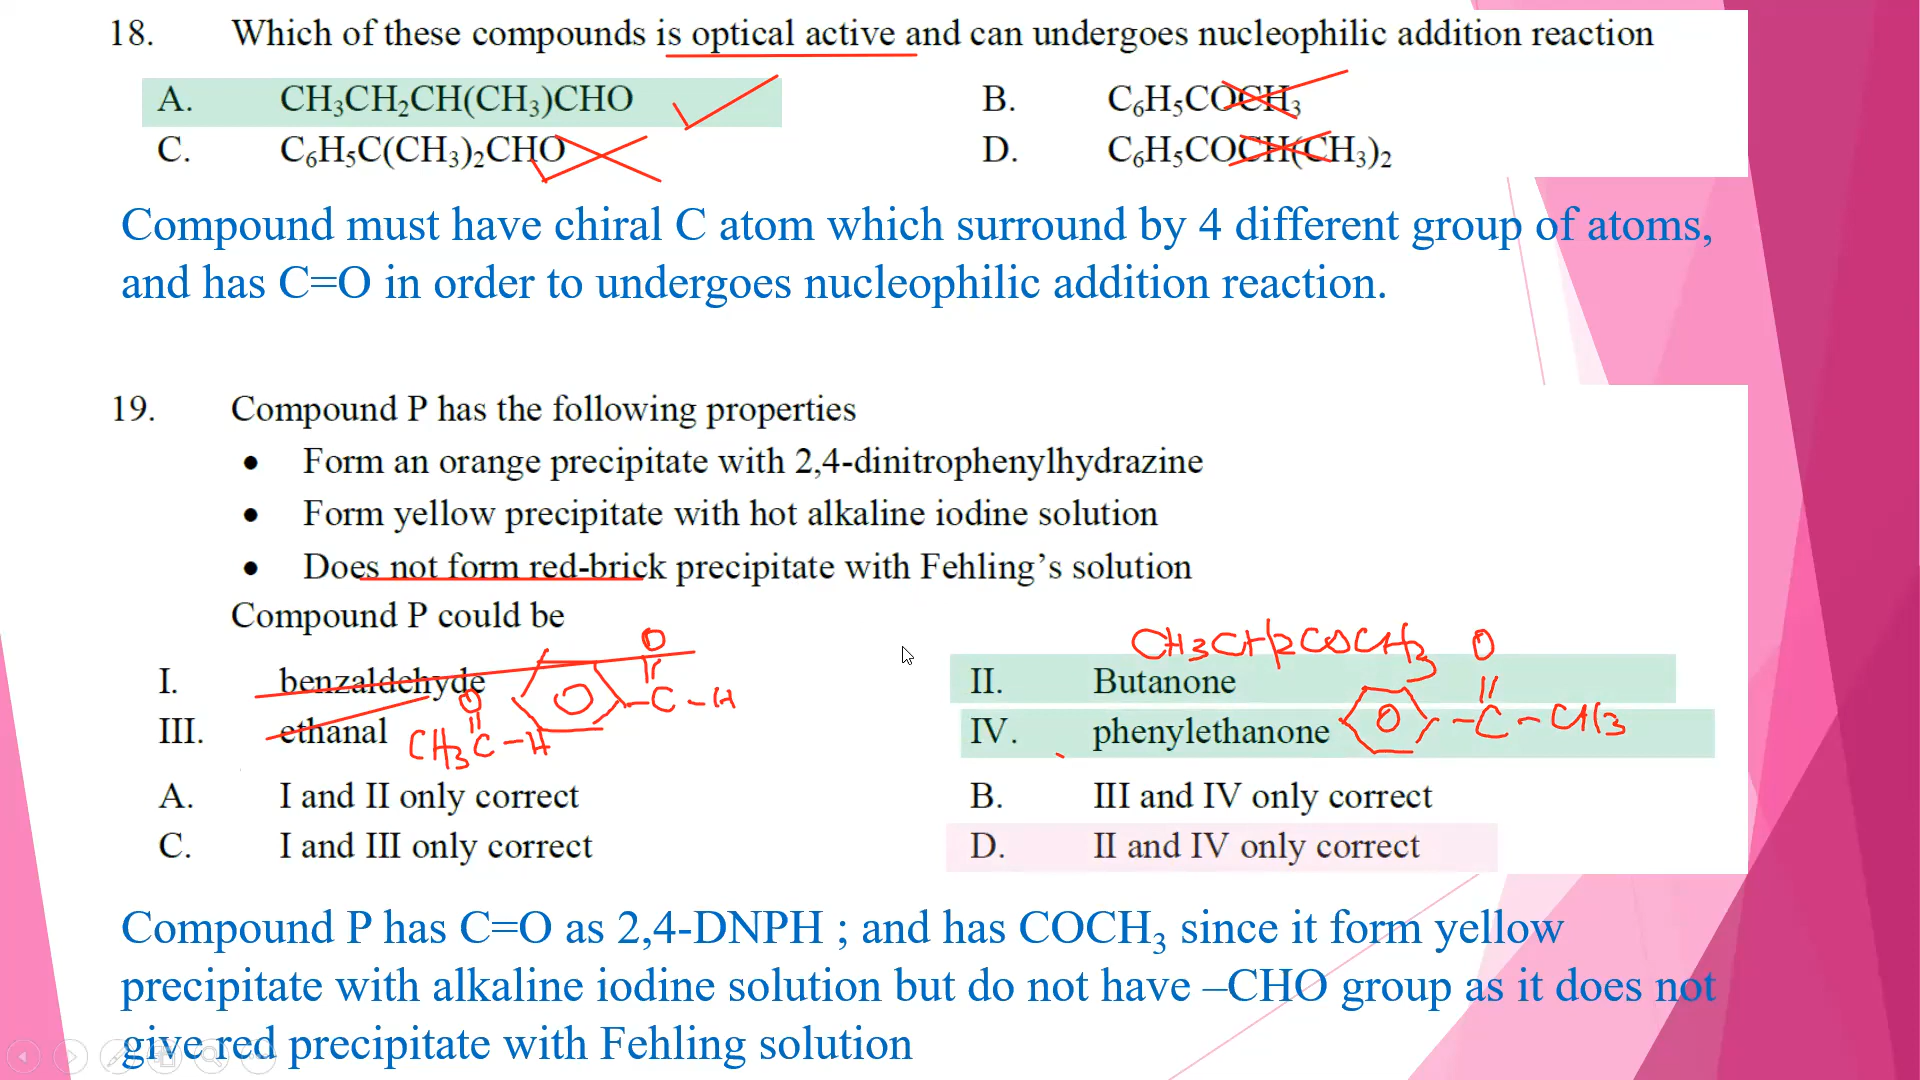 18. Which of these compounds is optical active and can undergoes nucleophilic addition reaction
A. CH₃CH₂CH(CH₃)CHO B. C₆H₅COCH₃
C. C₆H₅C(CH₃)₂CHO D. C₆H₅COCH(CH₃)₂
Compound must have chiral C atom which surround by 4 different group of atoms,
and has C=O in order to undergoes nucleophilic addition reaction.
19. Compound P has the following properties
• Form an orange precipitate with 2,4-dinitrophenylhydrazine
• Form yellow precipitate with hot alkaline iodine solution
• Does not form red-brick precipitate with Fehling’s solution
Compound P could be
O CH3CH2COCH3 O
I. benzaldehyde C-H II. Butanone
O
III. ethanal CH3C-H IV. phenylethanone C-CH3
A. I and II only correct B. III and IV only correct
C. I and III only correct D. II and IV only correct
Compound P has C=O as 2,4-DNPH ; and has COCH₃ since it form yellow
precipitate with alkaline iodine solution but do not have –CHO group as it does not
give red precipitate with Fehling solution